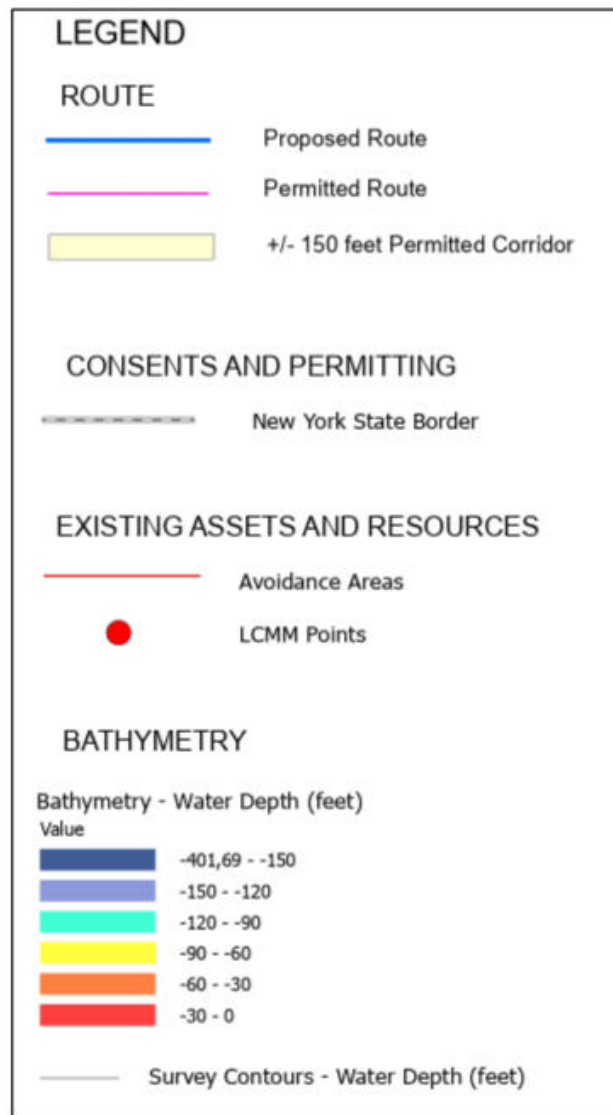 LEGEND
ROUTE
Proposed Route
Permitted Route
+/- 150 feet Permitted Corridor
CONSENTS AND PERMITTING
New York State Border
EXISTING ASSETS AND RESOURCES
Avoidance Areas
LCMM Points
BATHYMETRY
Bathymetry - Water Depth (feet)
Value
-401,69 - -150
-150 - -120
-120 - -90
-90 - -60
-60 - -30
-30 - 0
Survey Contours - Water Depth (feet)